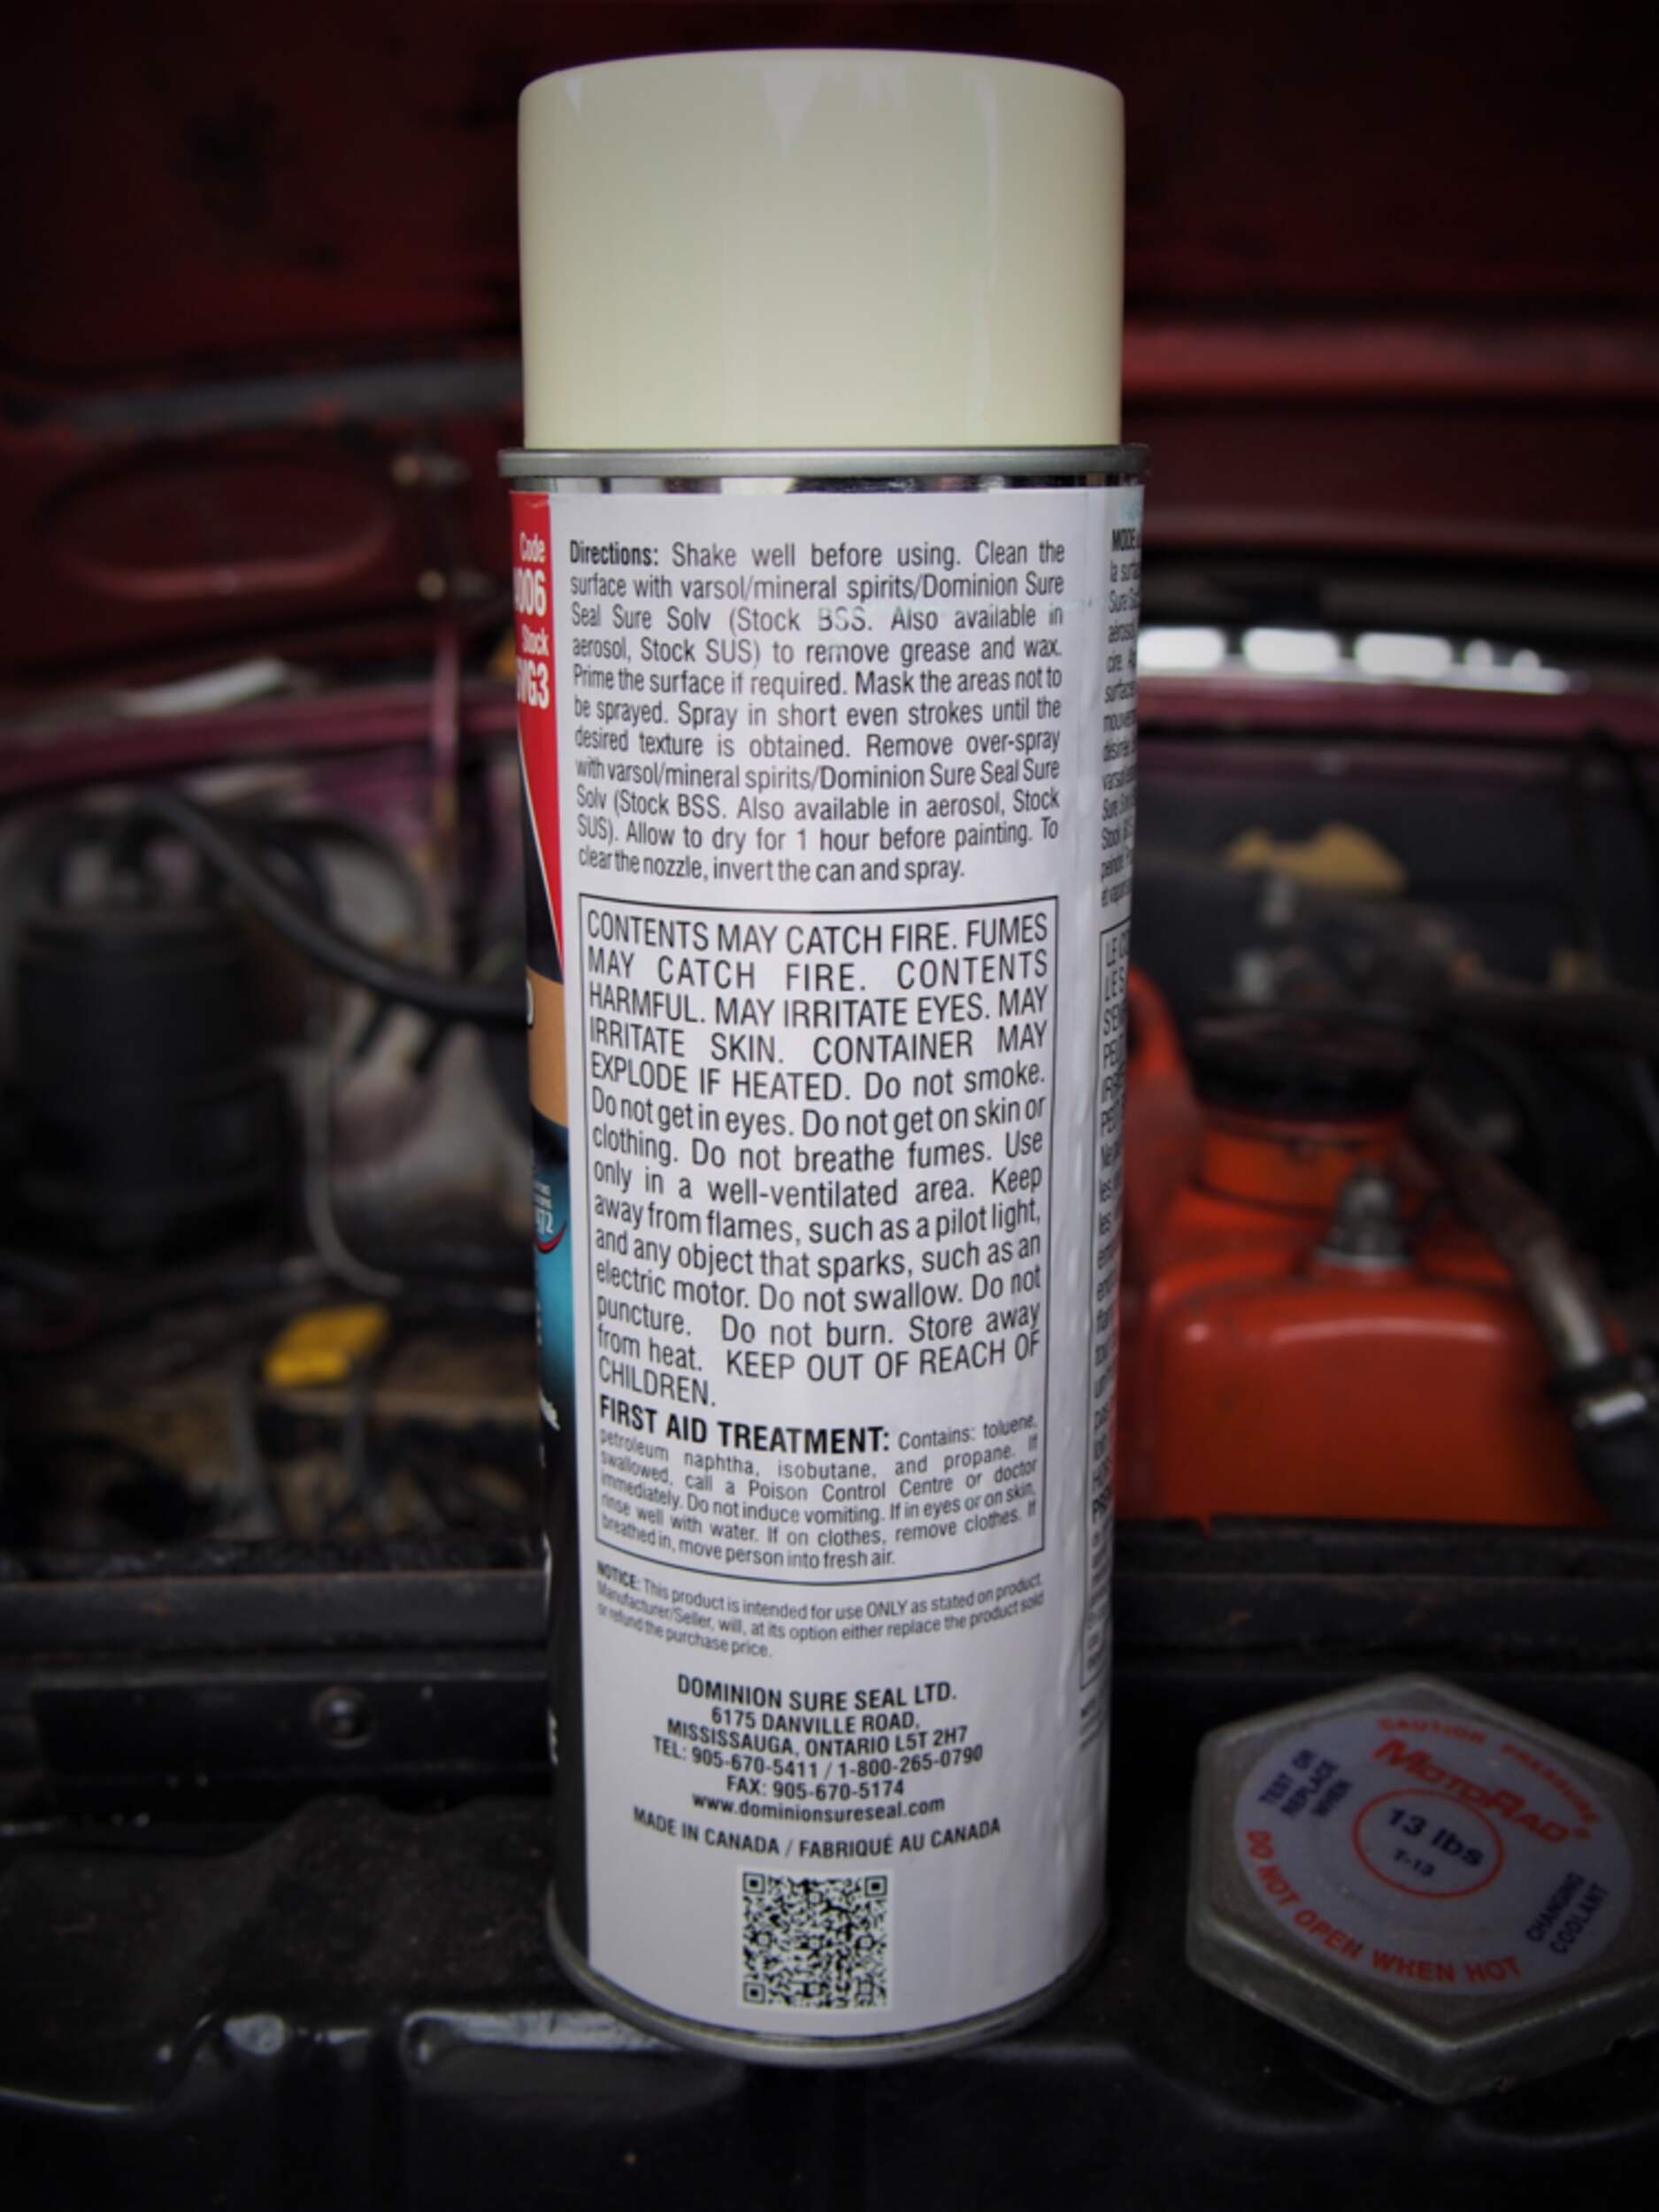 Code
006
Stock
VG3
Directions: Shake well before using. Clean the
surface with varsol/mineral spirits/Dominion Sure
Seal Sure Solv (Stock BSS. Also available in
aerosol, Stock SUS) to remove grease and wax.
Prime the surface if required. Mask the areas not to
be sprayed. Spray in short even strokes until the
desired texture is obtained. Remove over-spray
with varsol/mineral spirits/Dominion Sure Seal Sure
Solv (Stock BSS. Also available in aerosol, Stock
SUS). Allow to dry for 1 hour before painting. To
clear the nozzle, invert the can and spray.
CONTENTS MAY CATCH FIRE. FUMES
MAY CATCH FIRE. CONTENTS
HARMFUL. MAY IRRITATE EYES. MAY
IRRITATE SKIN. CONTAINER MAY
EXPLODE IF HEATED. Do not smoke.
Do not get in eyes. Do not get on skin or
clothing. Do not breathe fumes. Use
only in a well-ventilated area. Keep
away from flames, such as a pilot light,
and any object that sparks, such as an
electric motor. Do not swallow. Do not
puncture. Do not burn. Store away
from heat. KEEP OUT OF REACH OF
CHILDREN.
FIRST AID TREATMENT: Contains: toluene,
petroleum naphtha, isobutane, and propane. If
swallowed, call a Poison Control Centre or doctor
immediately. Do not induce vomiting. If in eyes or on skin,
rinse well with water. If on clothes, remove clothes. If
breathed in, move person into fresh air.
NOTICE: This product is intended for use ONLY as stated on product.
Manufacturer/Seller, will, at its option either replace the product sold
or refund the purchase price.
DOMINION SURE SEAL LTD.
6175 DANVILLE ROAD,
MISSISSAUGA, ONTARIO L5T 2H7
TEL: 905-670-5411 / 1-800-265-0790
FAX: 905-670-5174
www.dominionsureseal.com
MADE IN CANADA / FABRIQUÉ AU CANADA
CAUTION PRESSURE
TEST OR
REPLACE
WHEN
MOTORAD
13 lbs
T-13
CHANGING
COOLANT
DO NOT OPEN WHEN HOT